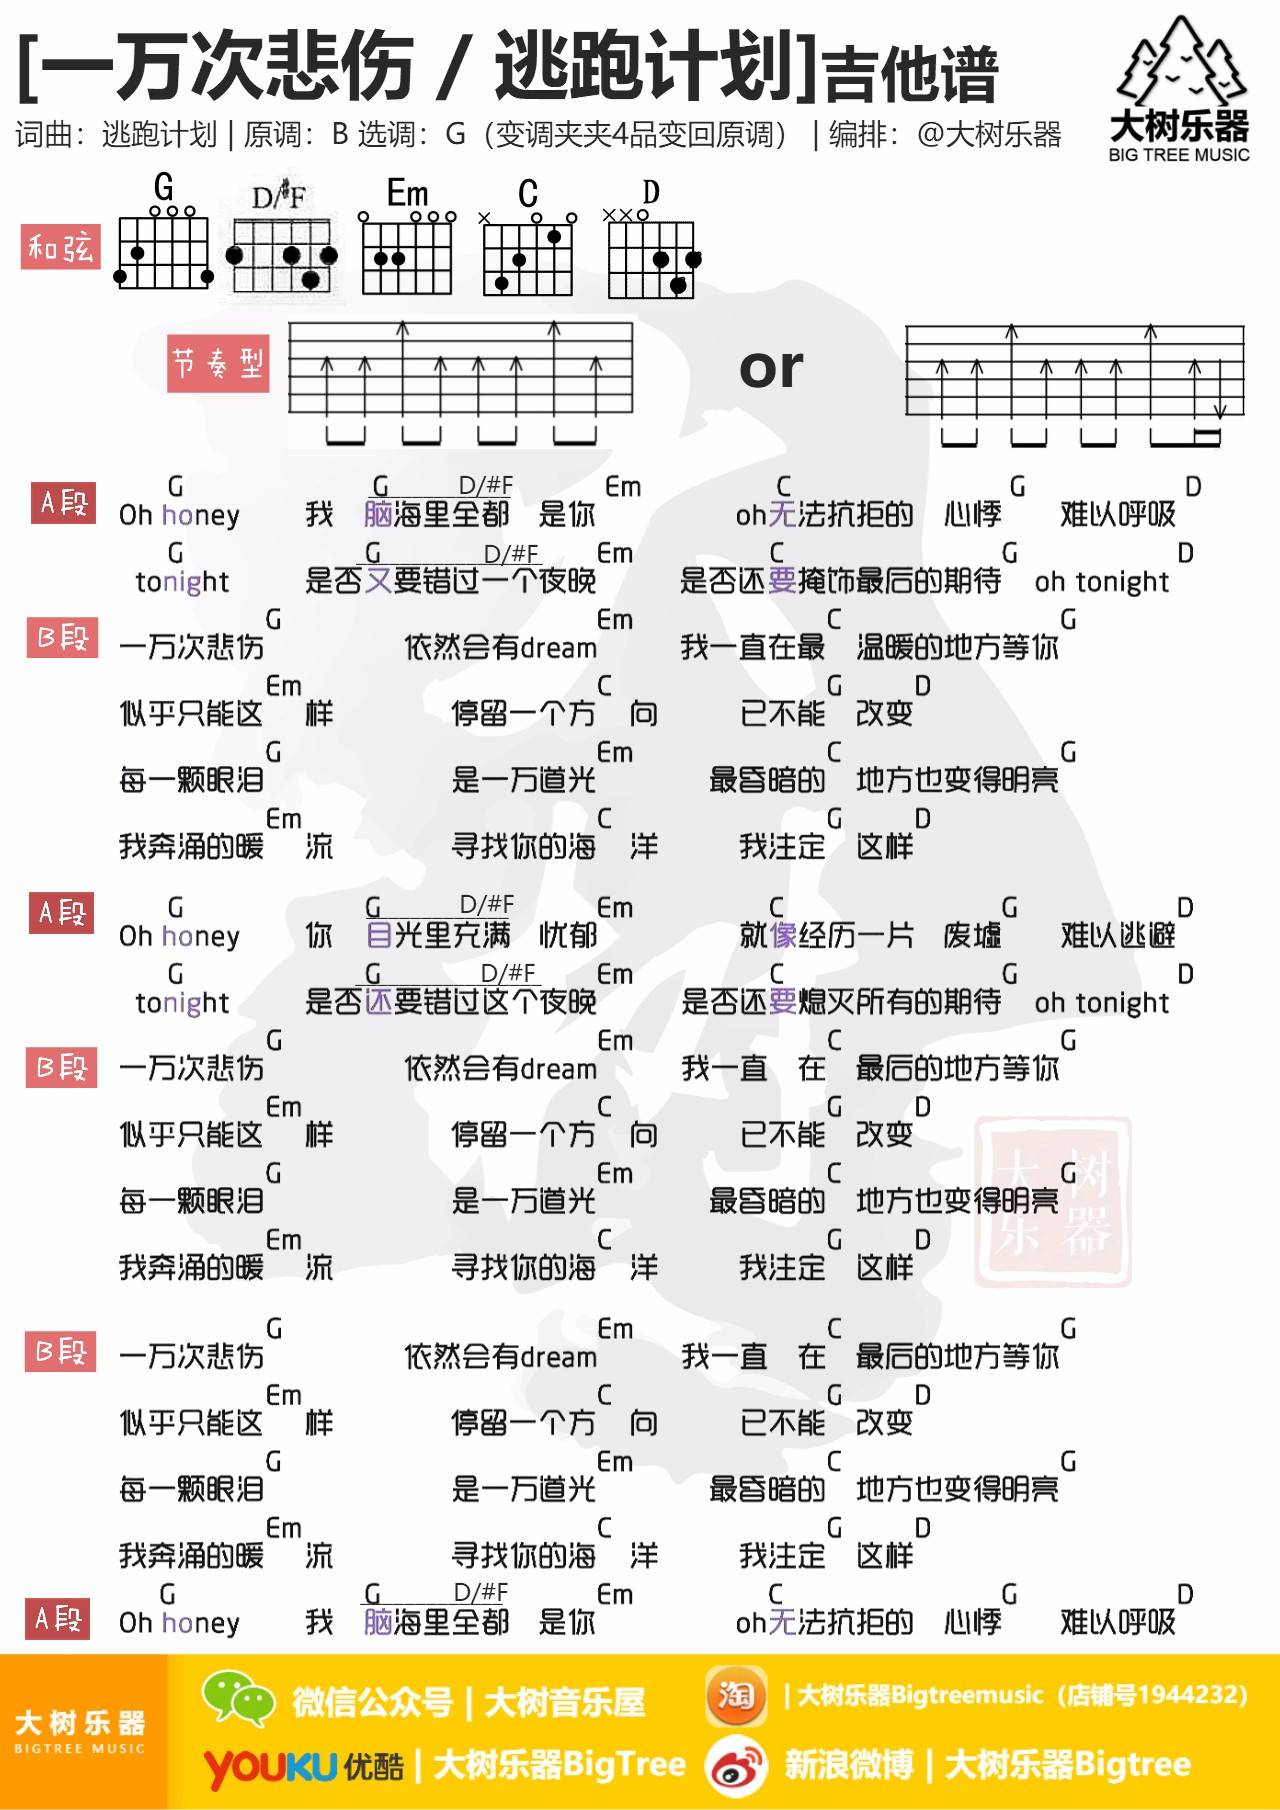 [一万次悲伤 / 逃跑计划]吉他谱
词曲：逃跑计划 | 原调：B 选调：G（变调夹夹4品变回原调） | 编排：@大树乐器
大树乐器
BIG TREE MUSIC
和弦 G D/#F Em C D
节奏型 or
G G D/#F Em C G D
A段 Oh honey 我 脑海里全都 是你 oh无法抗拒的 心悸 难以呼吸
G G D/#F Em C G D
tonight 是否又要错过一个夜晚 是否还要掩饰最后的期待 oh tonight
G Em C G
B段 一万次悲伤 依然会有dream 我一直在最 温暖的地方等你
Em C G D
似乎只能这 样 停留一个方 向 已不能 改变
G Em C G
每一颗眼泪 是一万道光 最昏暗的 地方也变得明亮
Em C G D
我奔涌的暖 流 寻找你的海 洋 我注定 这样
G G D/#F Em C G D
A段 Oh honey 你 目光里充满 忧郁 就像经历一片 废墟 难以逃避
G G D/#F Em C G D
tonight 是否还要错过这个夜晚 是否还要熄灭所有的期待 oh tonight
G Em C G
B段 一万次悲伤 依然会有dream 我一直 在 最后的地方等你
Em C G D
似乎只能这 样 停留一个方 向 已不能 改变
G Em C G
每一颗眼泪 是一万道光 最昏暗的 地方也变得明亮
Em C G D
我奔涌的暖 流 寻找你的海 洋 我注定 这样
大树
乐器
G Em C G
B段 一万次悲伤 依然会有dream 我一直 在 最后的地方等你
Em C G D
似乎只能这 样 停留一个方 向 已不能 改变
G Em C G
每一颗眼泪 是一万道光 最昏暗的 地方也变得明亮
Em C G D
我奔涌的暖 流 寻找你的海 洋 我注定 这样
G G D/#F Em C G D
A段 Oh honey 我 脑海里全都 是你 oh无法抗拒的 心悸 难以呼吸
大树乐器
BIGTREE MUSIC
微信公众号 | 大树音乐屋
淘 | 大树乐器Bigtreemusic（店铺号1944232）
YOUKU 优酷 | 大树乐器BigTree
新浪微博 | 大树乐器Bigtree